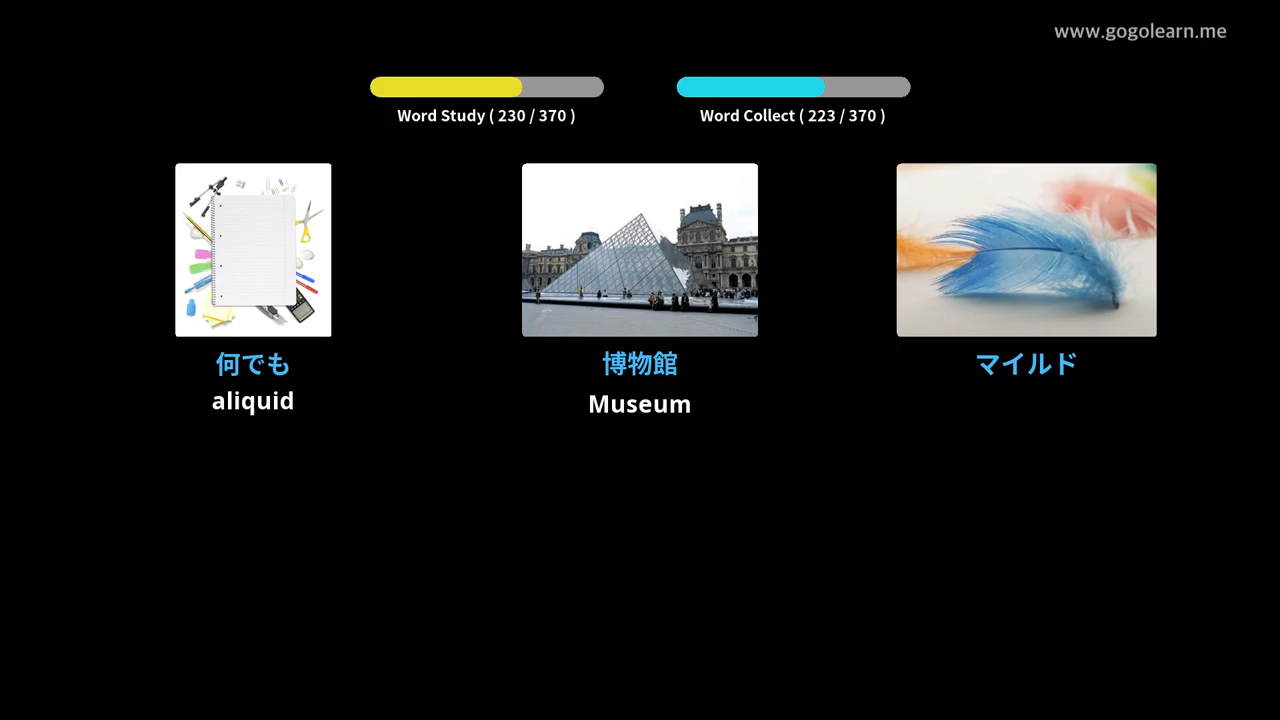 www.gogolearn.me
Word Study ( 230 / 370 )
Word Collect ( 223 / 370 )
何でも
aliquid
博物館
Museum
マイルド